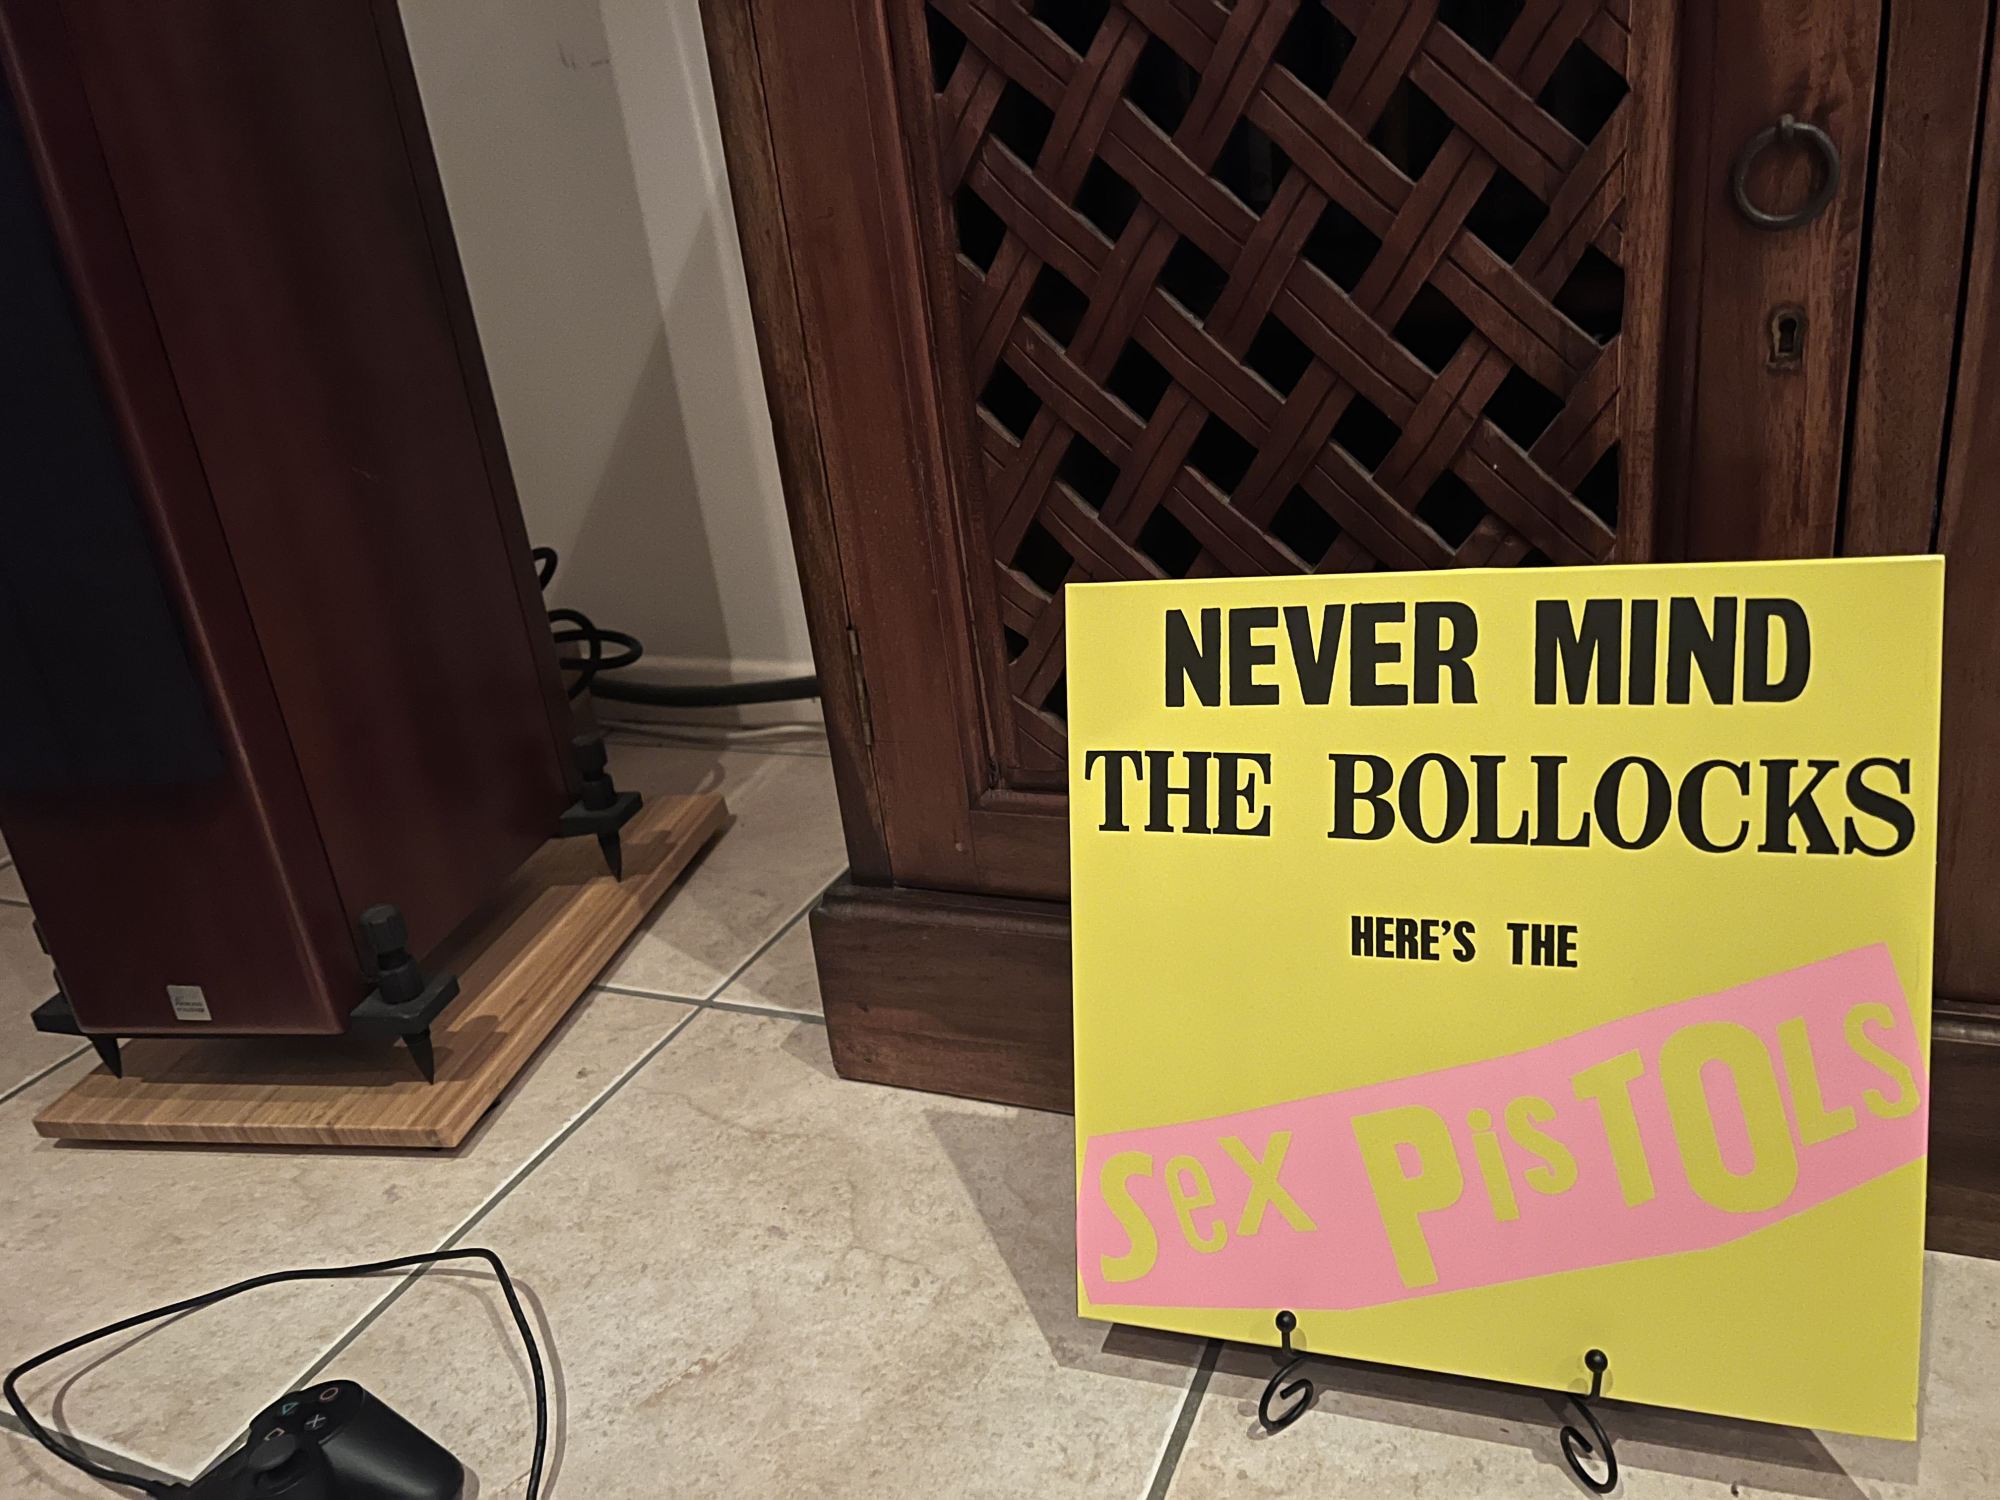 NEVER MIND
THE BOLLOCKS
HERE'S THE
Sex PisTOLS